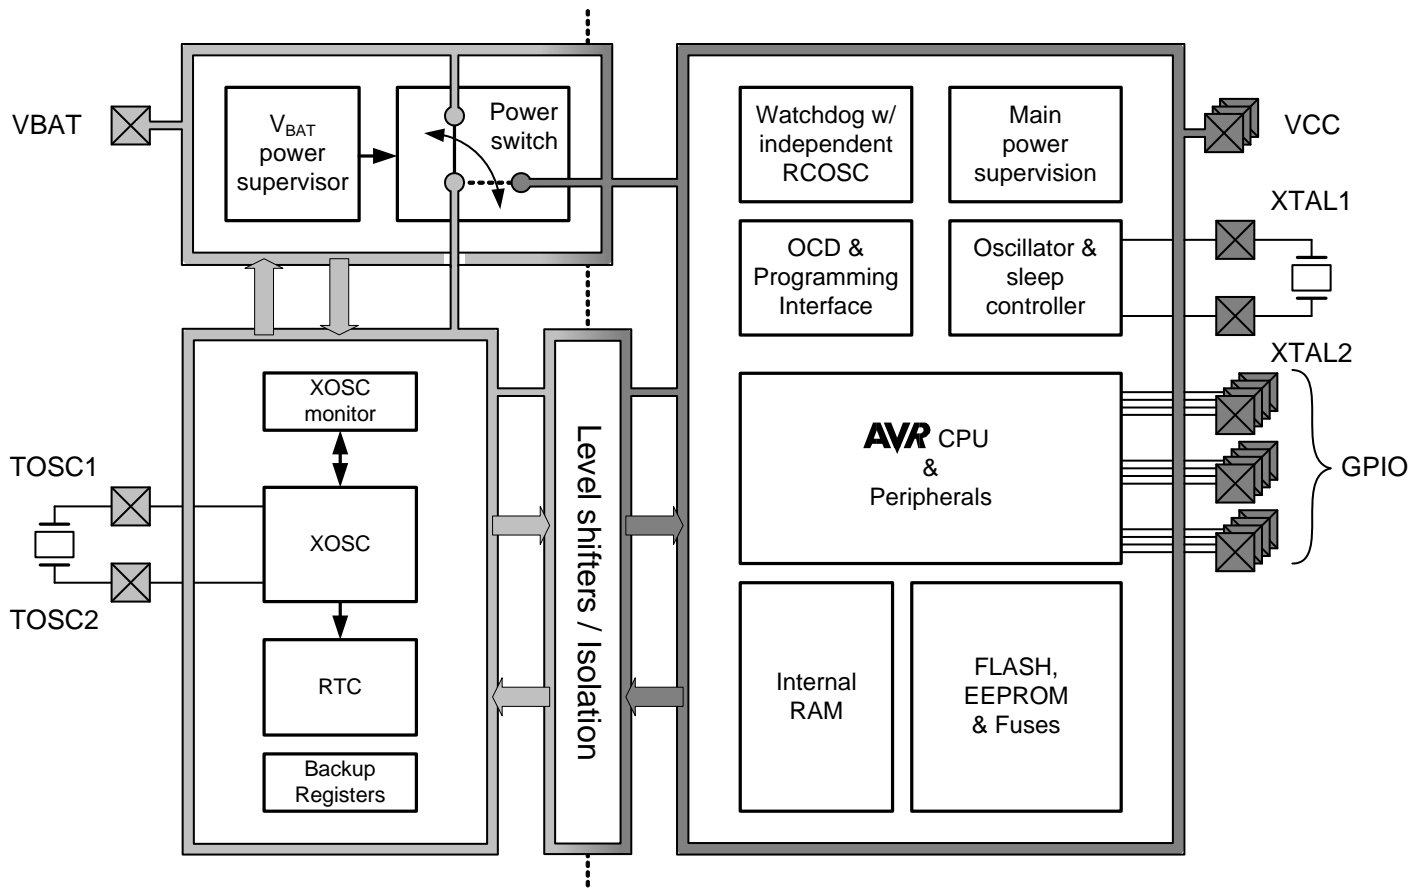 VBAT
V_BAT
power
supervisor
Power
switch
Watchdog w/
independent
RCOSC
Main
power
supervision
VCC
XTAL1
OCD &
Programming
Interface
Oscillator &
sleep
controller
XTAL2
XOSC
monitor
TOSC1
XOSC
TOSC2
RTC
Backup
Registers
Level shifters / Isolation
AVR CPU
&
Peripherals
GPIO
Internal
RAM
FLASH,
EEPROM
& Fuses